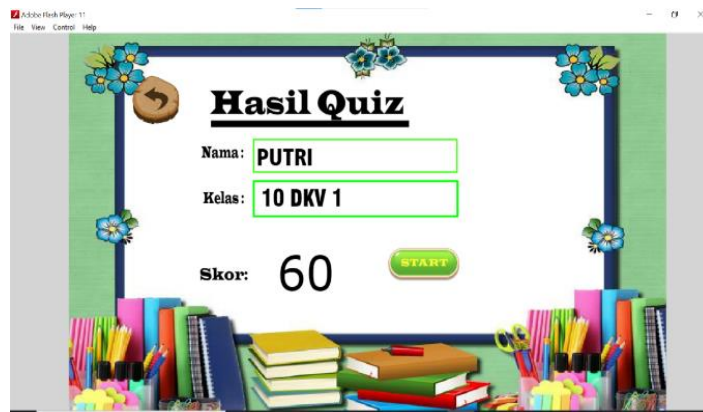 Adobe Flash Player 11
File View Control Help
Hasil Quiz
Nama: PUTRI
Kelas: 10 DKV 1
Skor: 60
START